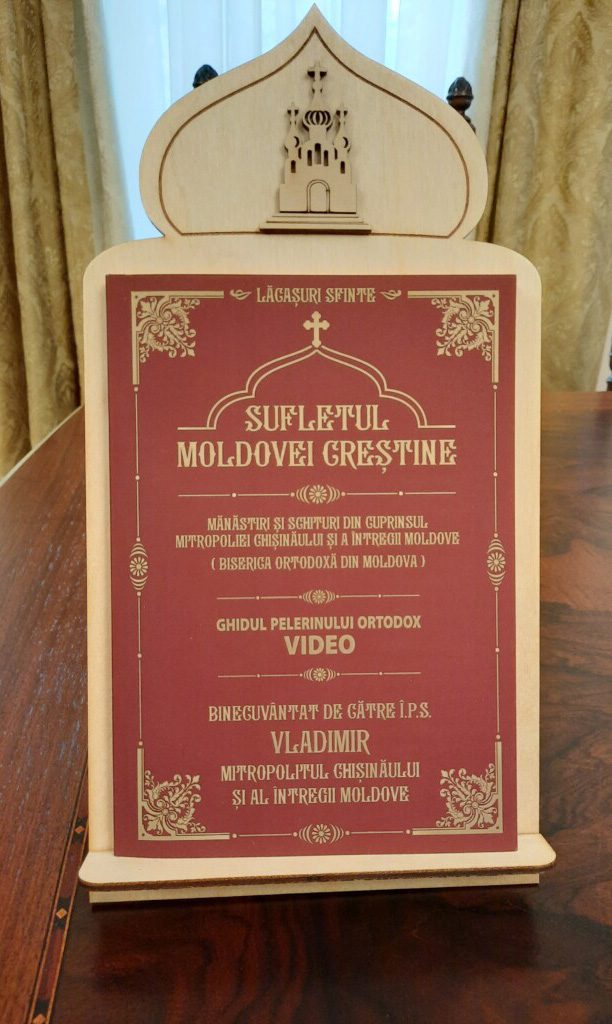 LĂCAȘURI SFINTE
SUFLETUL
MOLDOVEI CREȘTINE
MĂNĂSTIRI ȘI SCHITURI DIN CUPRINSUL
MITROPOLIEI CHIȘINĂULUI ȘI A ÎNTREGII MOLDOVE
( BISERICA ORTODOXĂ DIN MOLDOVA )
GHIDUL PELERINULUI ORTODOX
VIDEO
BINECUVÂNTAT DE CĂTRE Î.P.S.
VLADIMIR
MITROPOLITUL CHIȘINĂULUI
ȘI AL ÎNTREGII MOLDOVE